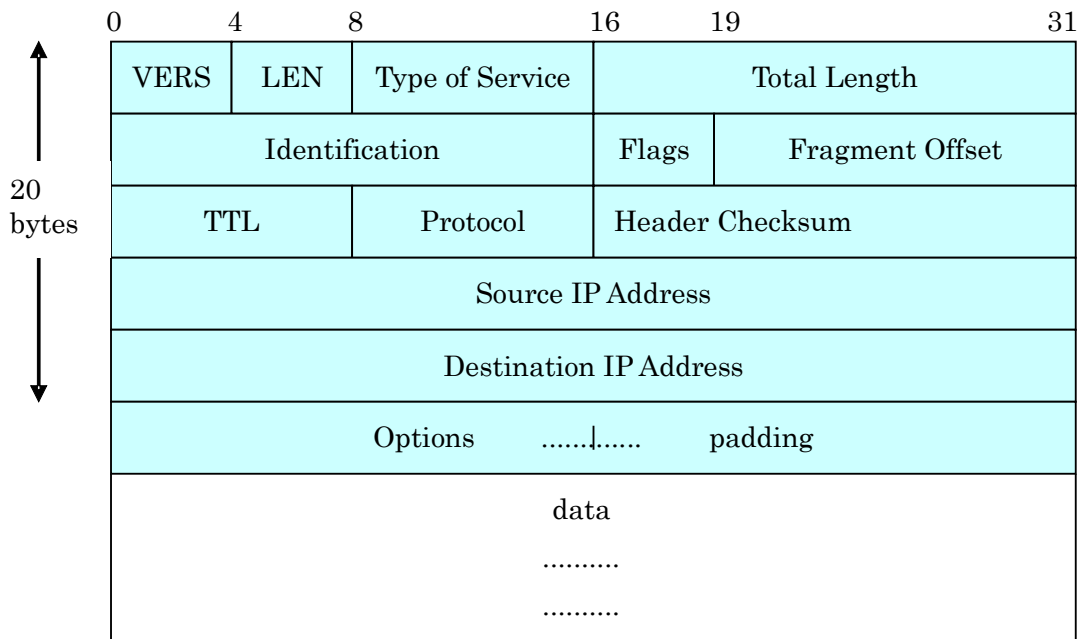 0 4 8 16 19 31
VERS LEN Type of Service Total Length
Identification Flags Fragment Offset
20
bytes
TTL Protocol Header Checksum
Source IP Address
Destination IP Address
Options ......|...... padding
data
..........
..........